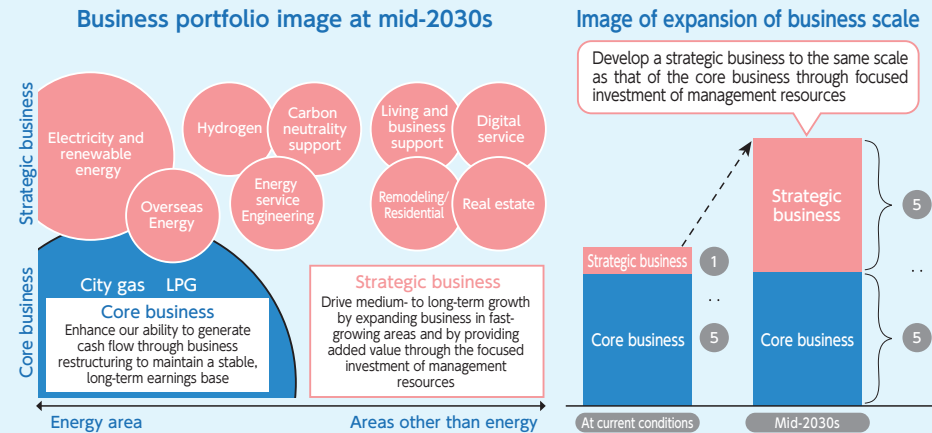 Business portfolio image at mid-2030s
Strategic business
Core business
Electricity and
renewable
energy
Overseas
Energy
Hydrogen
Carbon
neutrality
support
Energy
service
Engineering
Living and
business
support
Digital
service
Remodeling/
Residential
Real estate
City gas LPG
Core business
Enhance our ability to generate
cash flow through business
restructuring to maintain a stable,
long-term earnings base
Strategic business
Drive medium- to long-term growth
by expanding business in fast-
growing areas and by providing
added value through the focused
investment of management
resources
Energy area
Areas other than energy
Image of expansion of business scale
Develop a strategic business to the same scale
as that of the core business through focused
investment of management resources
Strategic business
1
..
Core business
5
At current conditions
Strategic
business
5
..
Core business
5
Mid-2030s